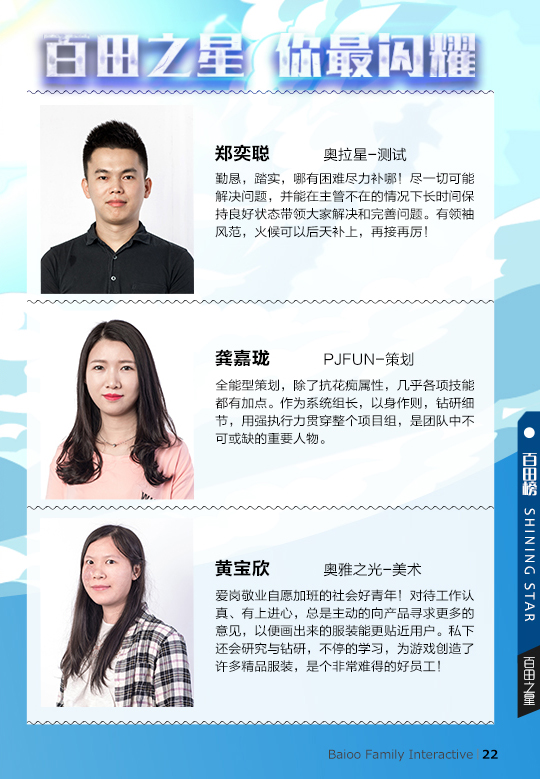 百田之星 你最闪耀
郑奕聪 奥拉星-测试
勤恳，踏实，哪有困难尽力补哪！尽一切可能
解决问题，并能在主管不在的情况下长时间保
持良好状态带领大家解决和完善问题。有领袖
风范，火候可以后天补上，再接再厉！
龚嘉珑 PJFUN-策划
全能型策划，除了抗花痴属性，几乎各项技能
都有加点。作为系统组长，以身作则，钻研细
节，用强执行力贯穿整个项目组，是团队中不
可或缺的重要人物。
黄宝欣 奥雅之光-美术
爱岗敬业自愿加班的社会好青年！对待工作认
真、有上进心，总是主动的向产品寻求更多的
意见，以便画出来的服装能更贴近用户。私下
还会研究与钻研，不停的学习，为游戏创造了
许多精品服装，是个非常难得的好员工！
百田榜 SHINING STAR
百田之星
Baioo Family Interactive 22